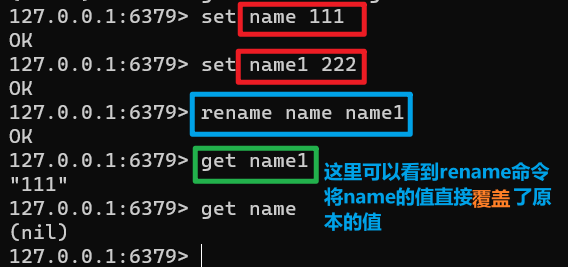 127.0.0.1:6379> set name 111
OK
127.0.0.1:6379> set name1 222
OK
127.0.0.1:6379> rename name name1
OK
127.0.0.1:6379> get name1
"111"
127.0.0.1:6379> get name
(nil)
127.0.0.1:6379>
这里可以看到rename命令
将name的值直接覆盖了原
本的值